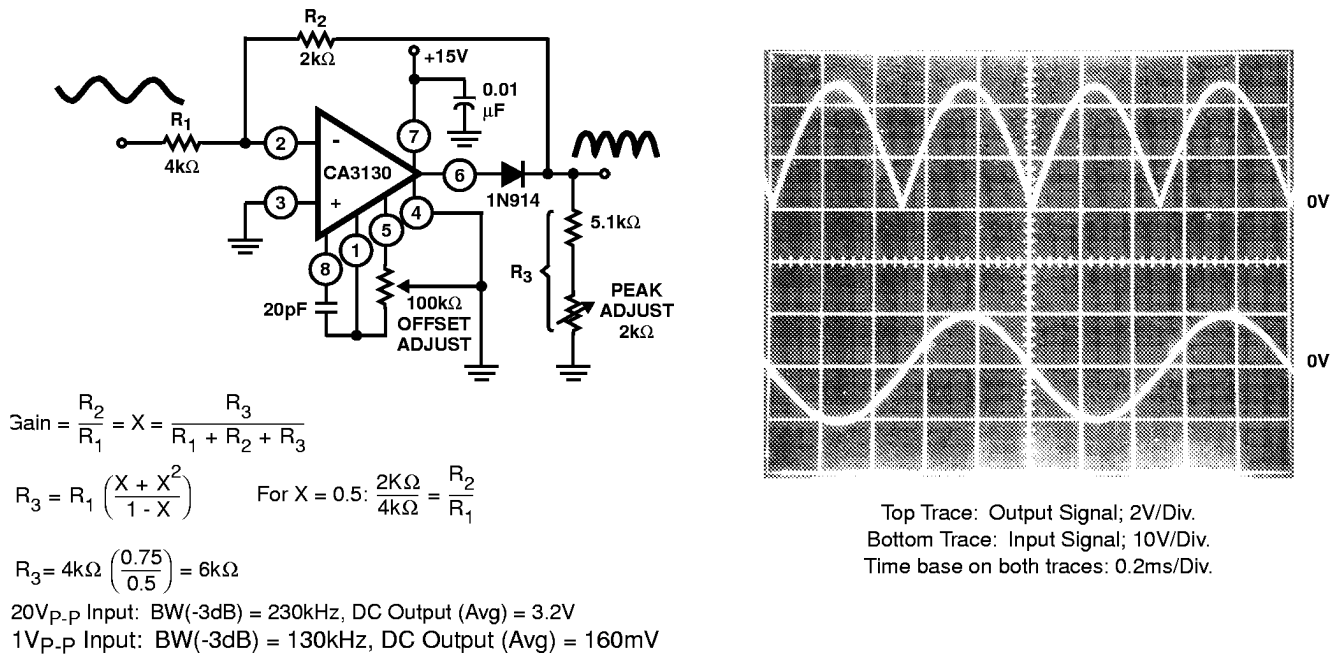 R2
2kΩ
+15V
0.01
μF
R1
4kΩ
2
-
7
CA3130
6
1N914
3
+
4
5
1
8
0V
5.1kΩ
R3
20pF
100kΩ
OFFSET
ADJUST
PEAK
ADJUST
2kΩ
0V
Gain = R2/R1 = X = R3/(R1 + R2 + R3)
R3 = R1 ((X + X²)/(1 - X)) For X = 0.5: 2KΩ/4kΩ = R2/R1
R3= 4kΩ (0.75/0.5) = 6kΩ
20VP-P Input: BW(-3dB) = 230kHz, DC Output (Avg) = 3.2V
1VP-P Input: BW(-3dB) = 130kHz, DC Output (Avg) = 160mV
Top Trace: Output Signal; 2V/Div.
Bottom Trace: Input Signal; 10V/Div.
Time base on both traces: 0.2ms/Div.